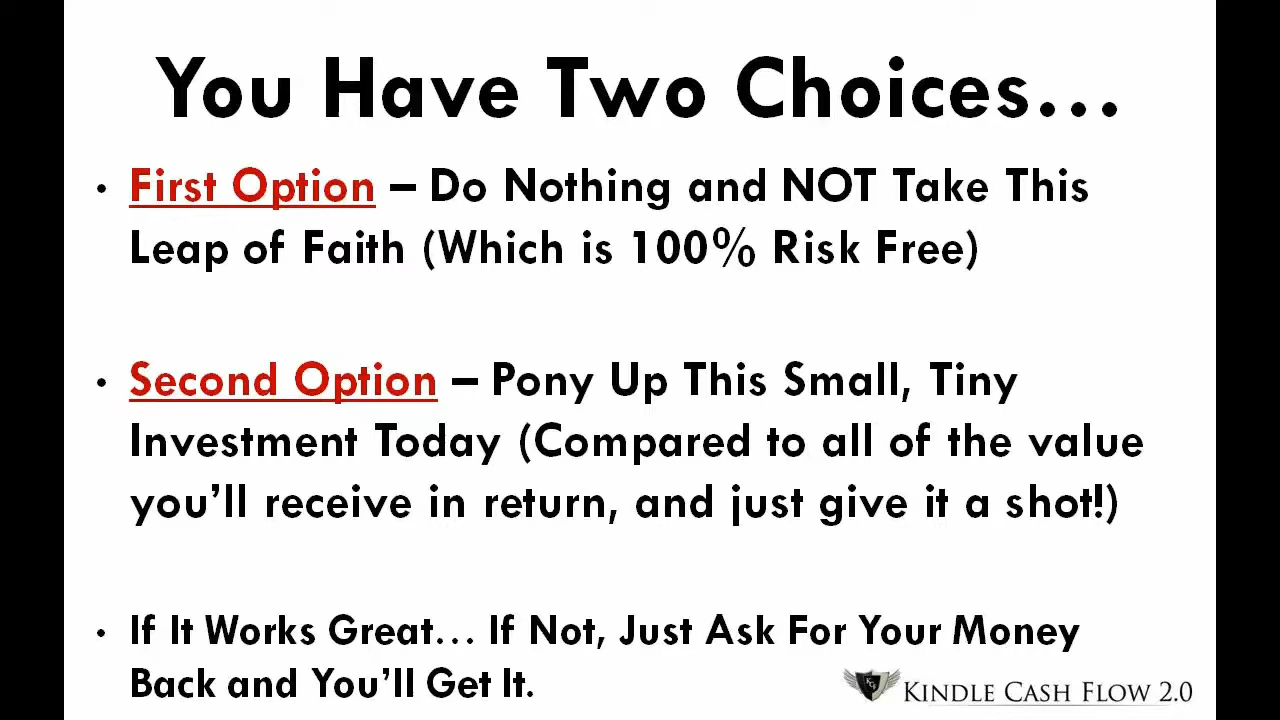 You Have Two Choices...
• First Option – Do Nothing and NOT Take This
Leap of Faith (Which is 100% Risk Free)
• Second Option – Pony Up This Small, Tiny
Investment Today (Compared to all of the value
you’ll receive in return, and just give it a shot!)
• If It Works Great... If Not, Just Ask For Your Money
Back and You’ll Get It.
KINDLE CASH FLOW 2.0